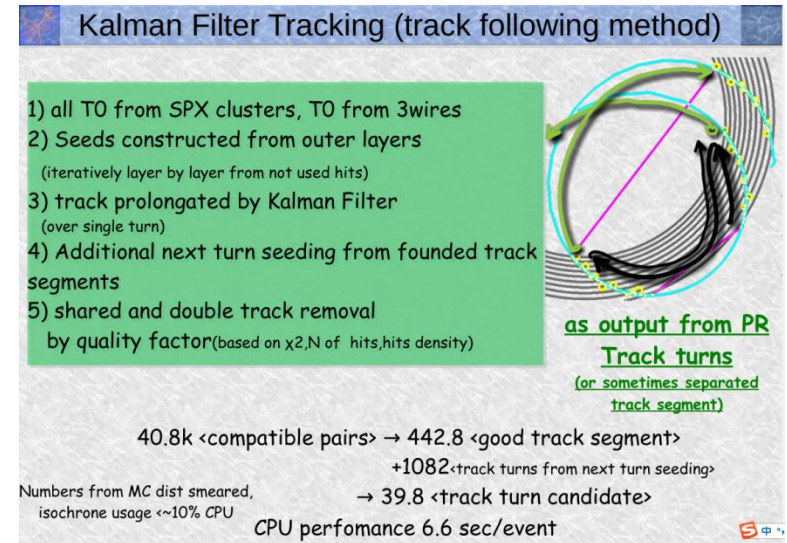 Kalman Filter Tracking (track following method)
1) all T0 from SPX clusters, T0 from 3wires
2) Seeds constructed from outer layers
(iteratively layer by layer from not used hits)
3) track prolongated by Kalman Filter
(over single turn)
4) Additional next turn seeding from founded track
segments
5) shared and double track removal
by quality factor(based on χ2,N of hits,hits density)
as output from PR
Track turns
(or sometimes separated
track segment)
40.8k <compatible pairs> → 442.8 <good track segment>
+1082<track turns from next turn seeding>
Numbers from MC dist smeared,
isochrone usage <~10% CPU
→ 39.8 <track turn candidate>
CPU perfomance 6.6 sec/event
S 中